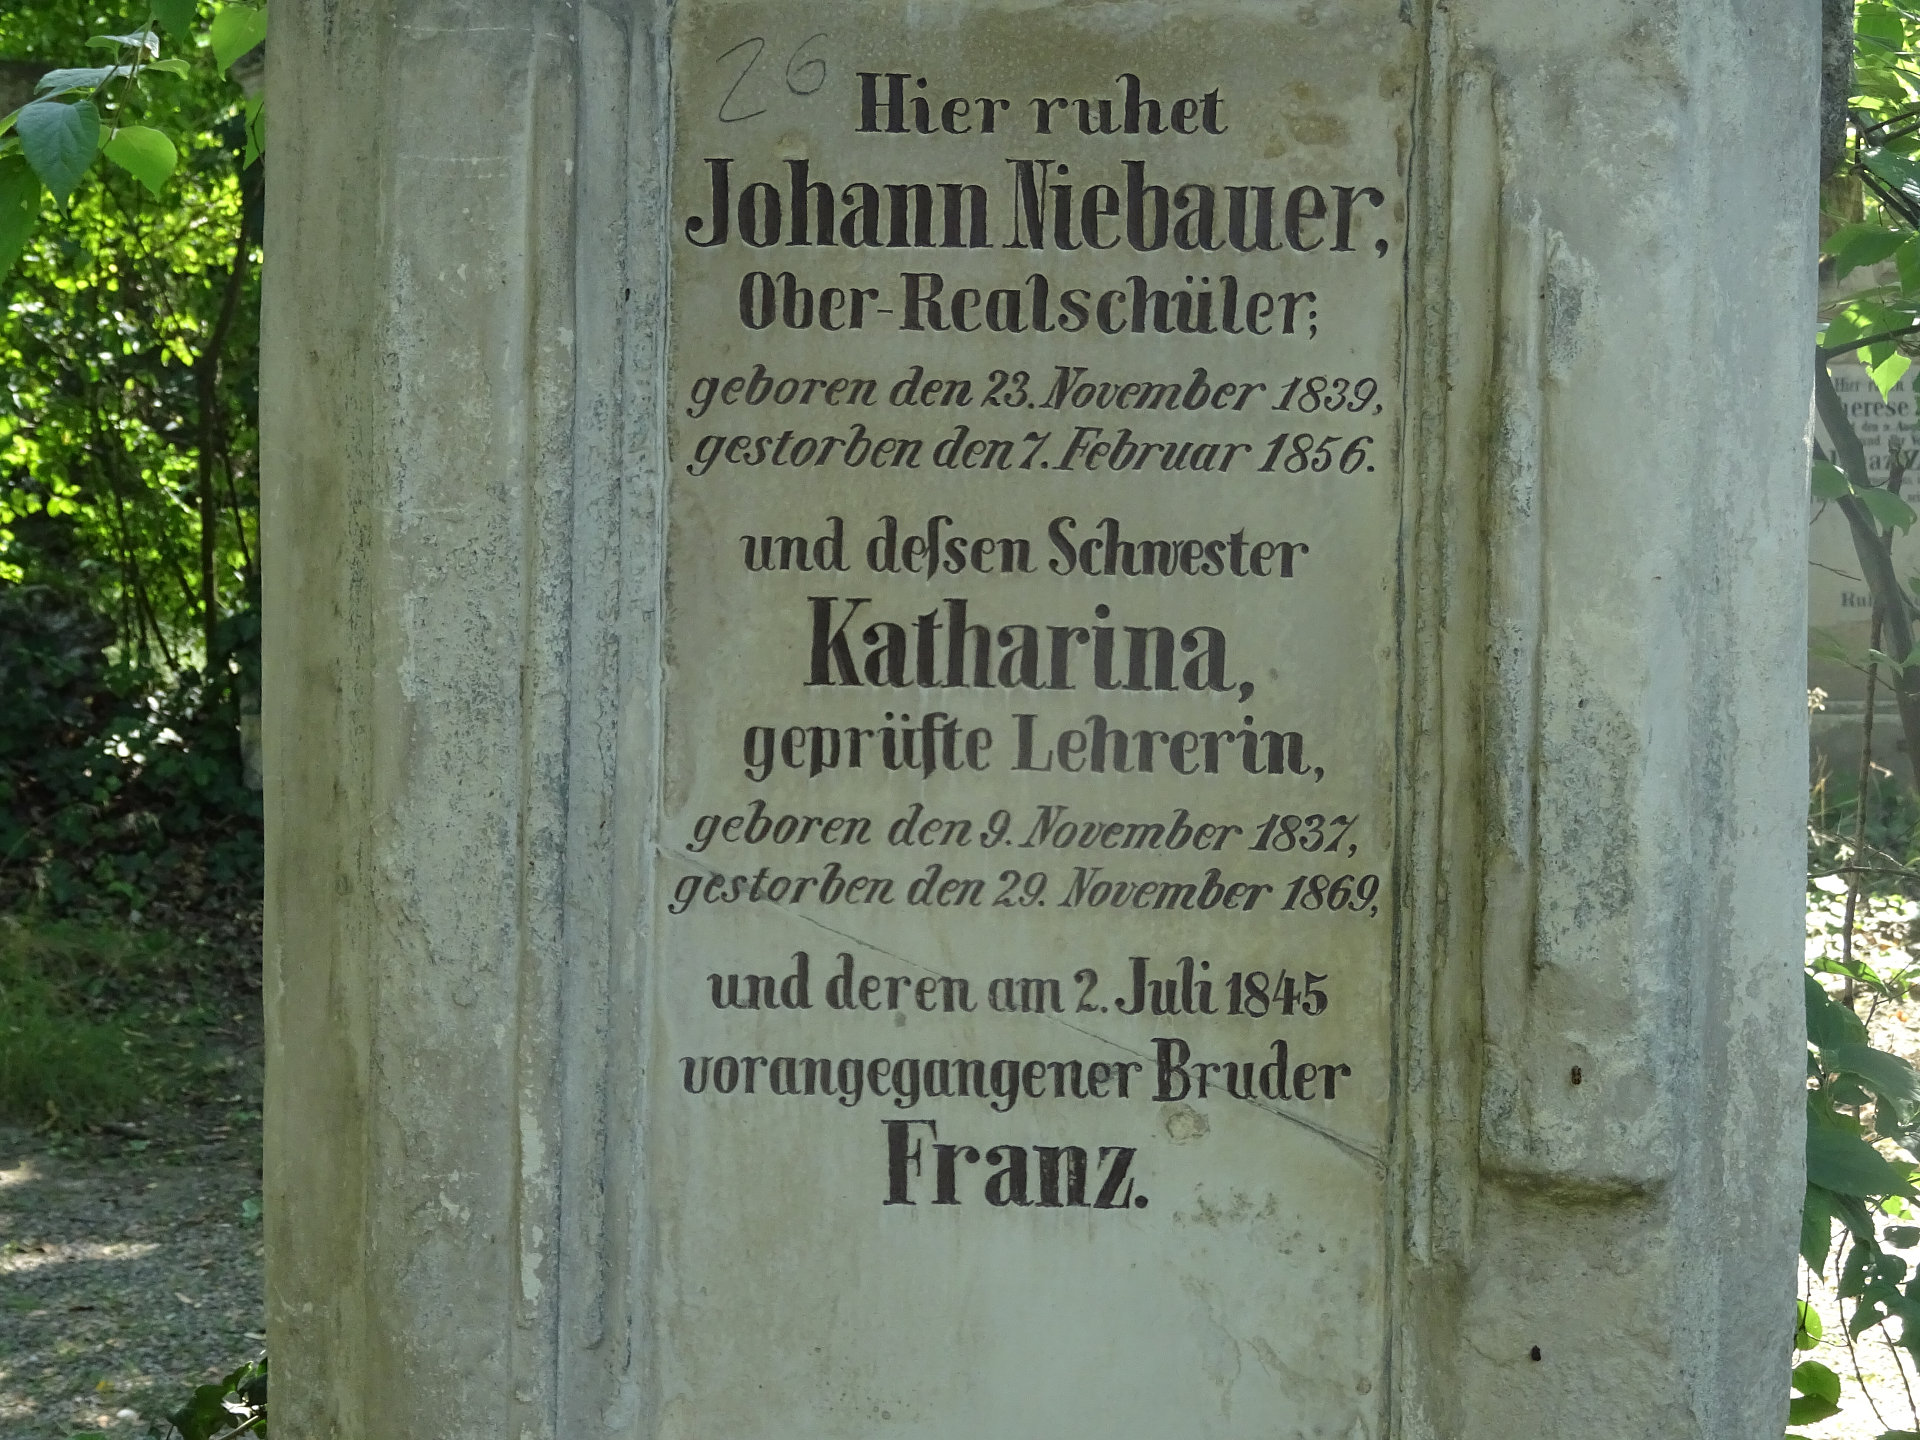 26
Hier ruhet
Johann Niebauer,
Ober-Realschüler;
geboren den 23. November 1839,
gestorben den 7. Februar 1856.
und deſsen Schwester
Katharina,
geprüfte Lehrerin,
geboren den 9. November 1837,
gestorben den 29. November 1869,
und deren am 2. Juli 1845
vorangegangener Bruder
Franz.